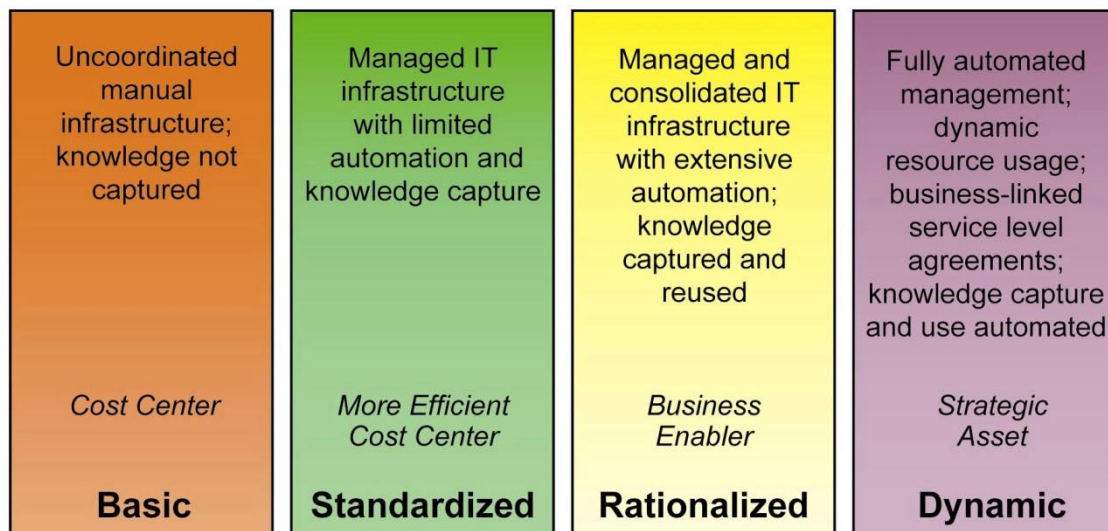 Uncoordinated
manual
infrastructure;
knowledge not
captured
Cost Center
Basic
Managed IT
infrastructure
with limited
automation and
knowledge capture
More Efficient
Cost Center
Standardized
Managed and
consolidated IT
infrastructure
with extensive
automation;
knowledge
captured and
reused
Business
Enabler
Rationalized
Fully automated
management;
dynamic
resource usage;
business-linked
service level
agreements;
knowledge capture
and use automated
Strategic
Asset
Dynamic